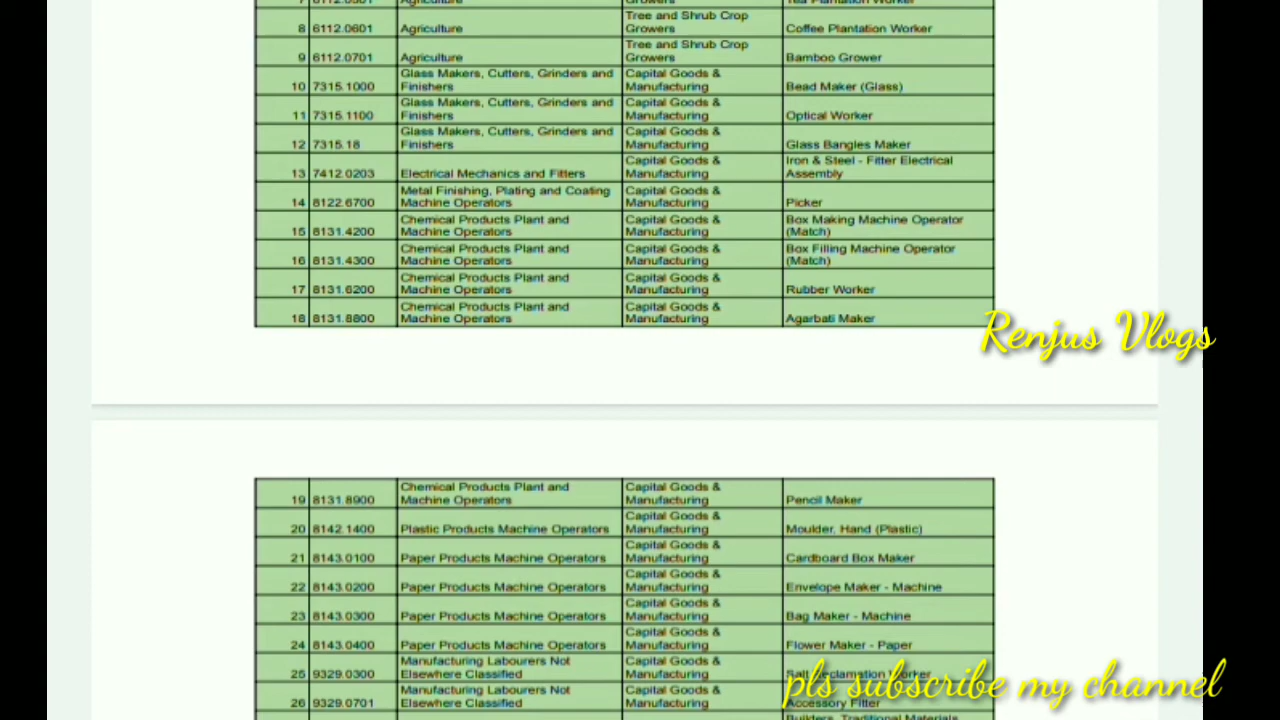 7 6112.0501 Agriculture Growers Tea Plantation Worker
8 6112.0601 Agriculture Tree and Shrub Crop Growers Coffee Plantation Worker
9 6112.0701 Agriculture Tree and Shrub Crop Growers Bamboo Grower
10 7315.1000 Glass Makers, Cutters, Grinders and Finishers Capital Goods & Manufacturing Bead Maker (Glass)
11 7315.1100 Glass Makers, Cutters, Grinders and Finishers Capital Goods & Manufacturing Optical Worker
12 7315.18 Glass Makers, Cutters, Grinders and Finishers Capital Goods & Manufacturing Glass Bangles Maker
13 7412.0203 Electrical Mechanics and Fitters Capital Goods & Manufacturing Iron & Steel - Fitter Electrical Assembly
14 8122.6700 Metal Finishing, Plating and Coating Machine Operators Capital Goods & Manufacturing Picker
15 8131.4200 Chemical Products Plant and Machine Operators Capital Goods & Manufacturing Box Making Machine Operator (Match)
16 8131.4300 Chemical Products Plant and Machine Operators Capital Goods & Manufacturing Box Filling Machine Operator (Match)
17 8131.6200 Chemical Products Plant and Machine Operators Capital Goods & Manufacturing Rubber Worker
18 8131.8800 Chemical Products Plant and Machine Operators Capital Goods & Manufacturing Agarbati Maker
Renjus Vlogs
19 8131.8900 Chemical Products Plant and Machine Operators Capital Goods & Manufacturing Pencil Maker
20 8142.1400 Plastic Products Machine Operators Capital Goods & Manufacturing Moulder, Hand (Plastic)
21 8143.0100 Paper Products Machine Operators Capital Goods & Manufacturing Cardboard Box Maker
22 8143.0200 Paper Products Machine Operators Capital Goods & Manufacturing Envelope Maker - Machine
23 8143.0300 Paper Products Machine Operators Capital Goods & Manufacturing Bag Maker - Machine
24 8143.0400 Paper Products Machine Operators Capital Goods & Manufacturing Flower Maker - Paper
25 9329.0300 Manufacturing Labourers Not Elsewhere Classified Capital Goods & Manufacturing Salt Reclamation Worker
pls subscribe my channel
26 9329.0701 Manufacturing Labourers Not Elsewhere Classified Capital Goods & Manufacturing Accessory Fitter
Builders, Traditional Materials